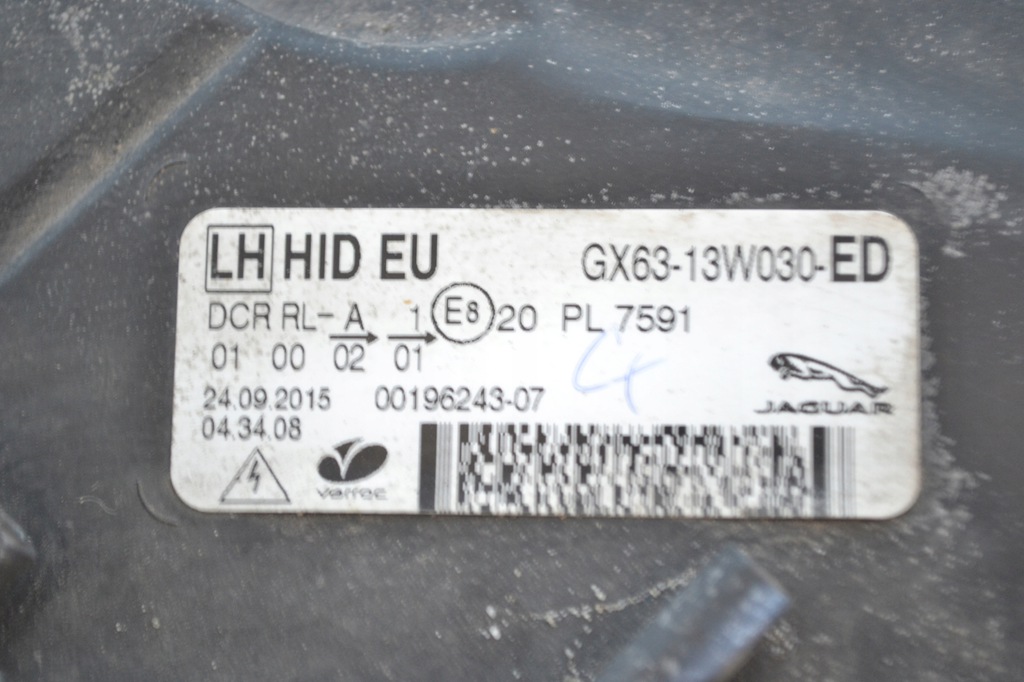 LH HID EU GX63-13W030-ED
DCR RL- A 1 E8 20 PL 7591
01 00 02 01
24.09.2015 00196243-07
04.34.08
JAGUAR